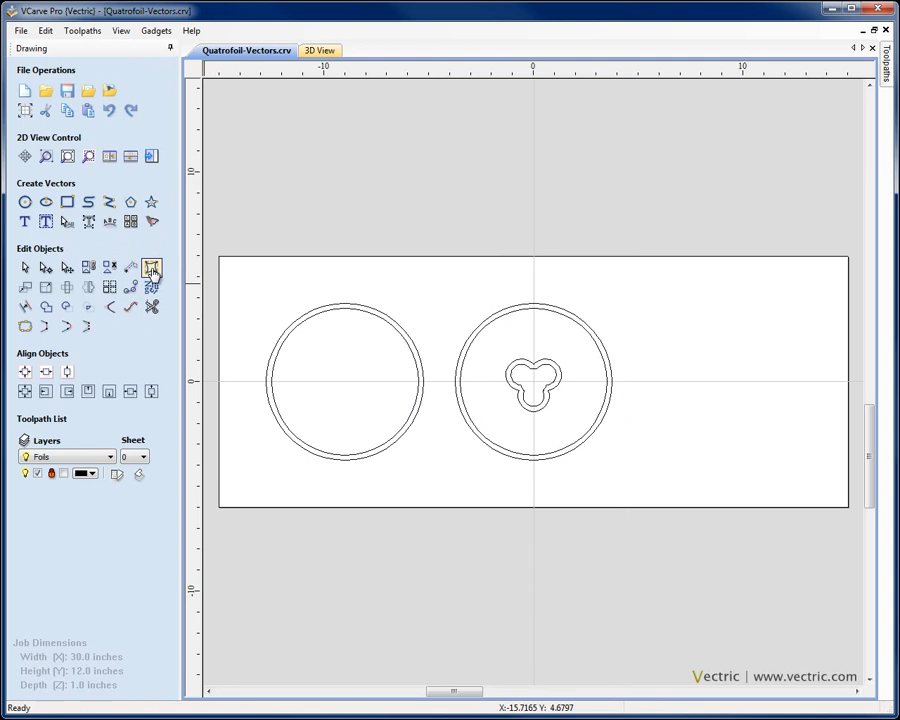 VCarve Pro {Vectric} - [Quatrofoil-Vectors.crv]
File Edit Toolpaths View Gadgets Help
Drawing
Quatrofoil-Vectors.crv 3D View
Toolpaths
File Operations
2D View Control
Create Vectors
Edit Objects
Align Objects
Toolpath List
Layers Sheet
Foils 0
-10 0 10
10
0
-10
Job Dimensions
Width (X): 30.0 inches
Height (Y): 12.0 inches
Depth (Z): 1.0 inches
Vectric | www.vectric.com
Ready X:-15.7165 Y: 4.6797